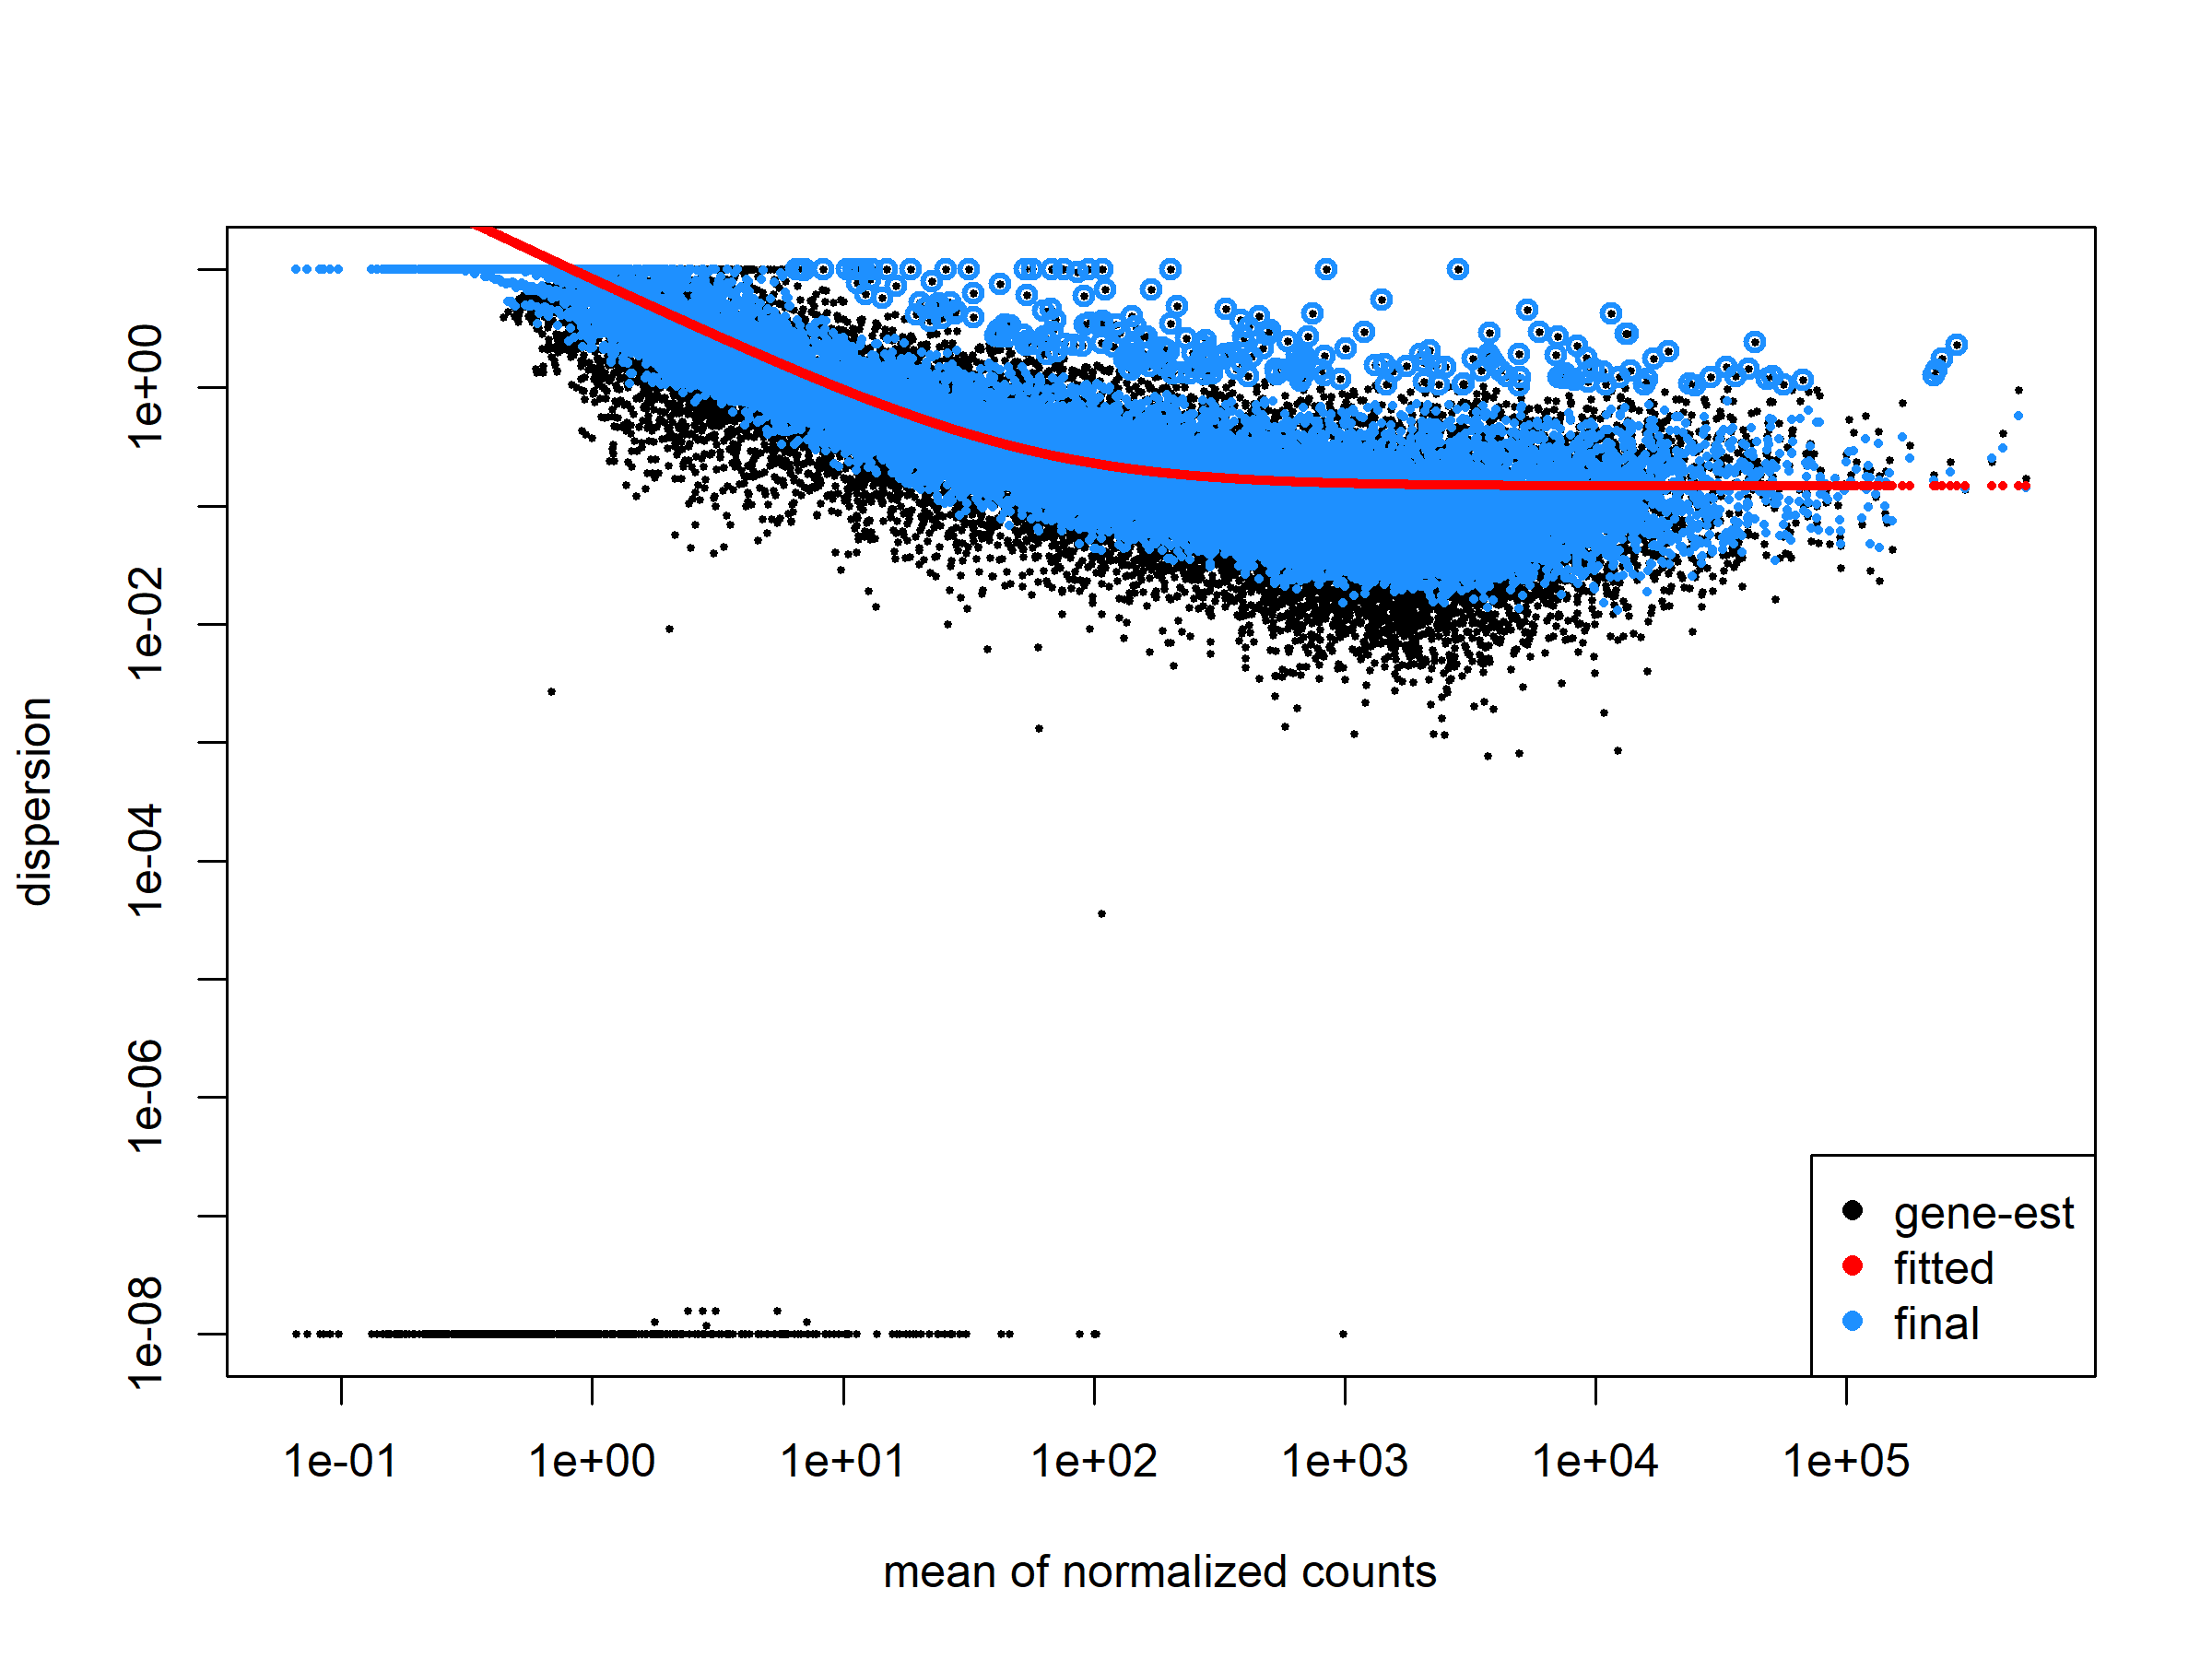 dispersion
1e+00
1e-02
1e-04
1e-06
1e-08
1e-01 1e+00 1e+01 1e+02 1e+03 1e+04 1e+05
mean of normalized counts
gene-est
fitted
final